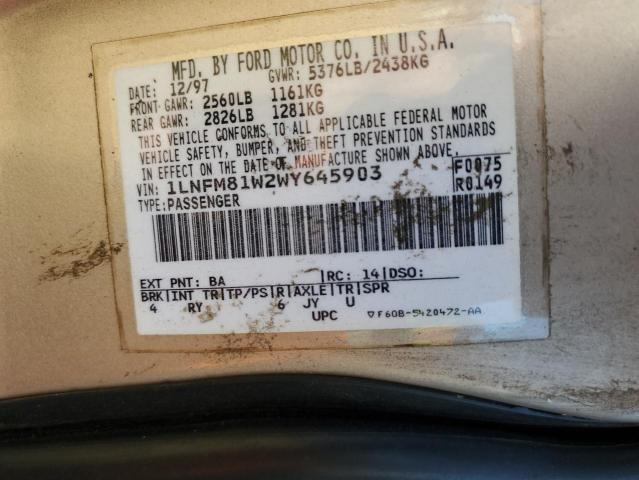 MFD. BY FORD MOTOR CO. IN U.S.A.
DATE: 12/97 GVWR: 5376LB/2438KG
FRONT GAWR: 2560LB 1161KG
REAR GAWR: 2826LB 1281KG
THIS VEHICLE CONFORMS TO ALL APPLICABLE FEDERAL MOTOR
VEHICLE SAFETY, BUMPER, AND THEFT PREVENTION STANDARDS
IN EFFECT ON THE DATE OF MANUFACTURE SHOWN ABOVE.
VIN: 1LNFM81W2WY645903 F0075
TYPE: PASSENGER R0149
EXT PNT: BA RC: 14 DSO:
BRK INT TR TP/PS R AXLE TR SPR
4 RY 6 JY U
UPC ▽F60B-5420472-AA